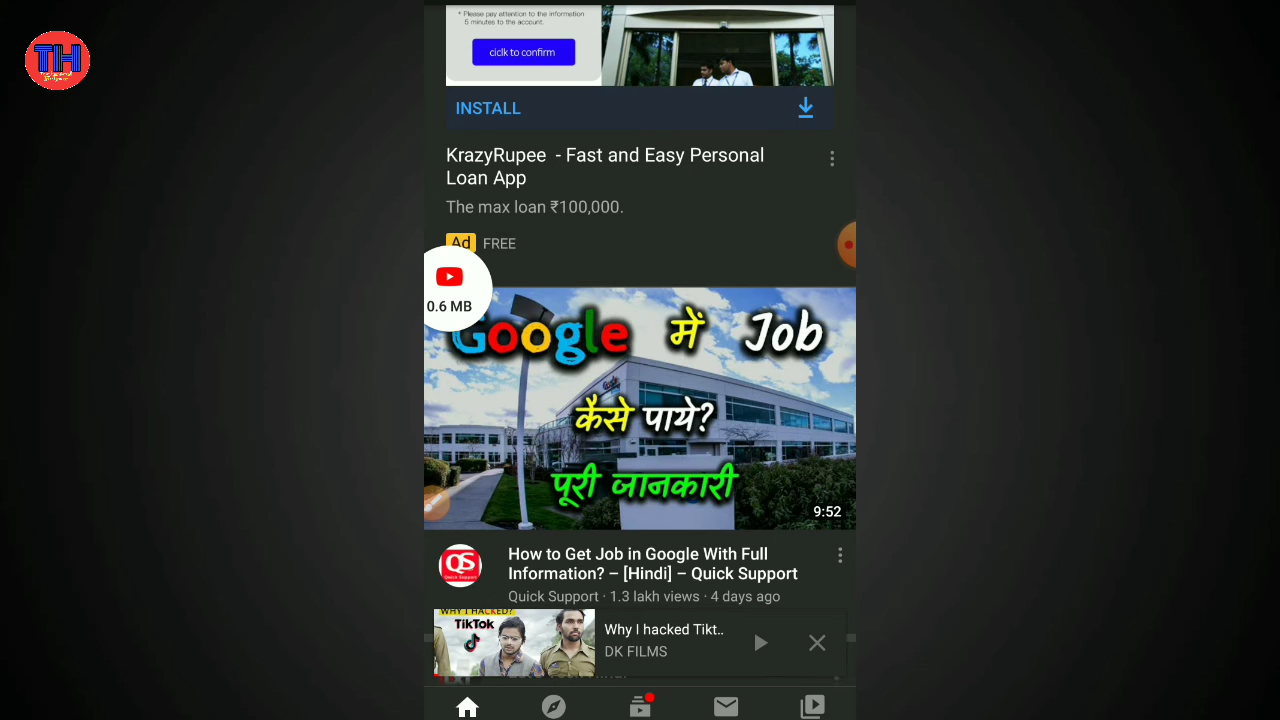 * Please pay attention to the information
5 minutes to the account.
ciclk to confirm
TH
INSTALL
KrazyRupee - Fast and Easy Personal
Loan App
The max loan ₹100,000.
Ad FREE
0.6 MB
Google में Job
कैसे पाये?
पूरी जानकारी
9:52
QS
Quick Support
How to Get Job in Google With Full
Information? – [Hindi] – Quick Support
Quick Support · 1.3 lakh views · 4 days ago
WHY I HACKED?
TikTok
Why I hacked Tikt..
DK FILMS